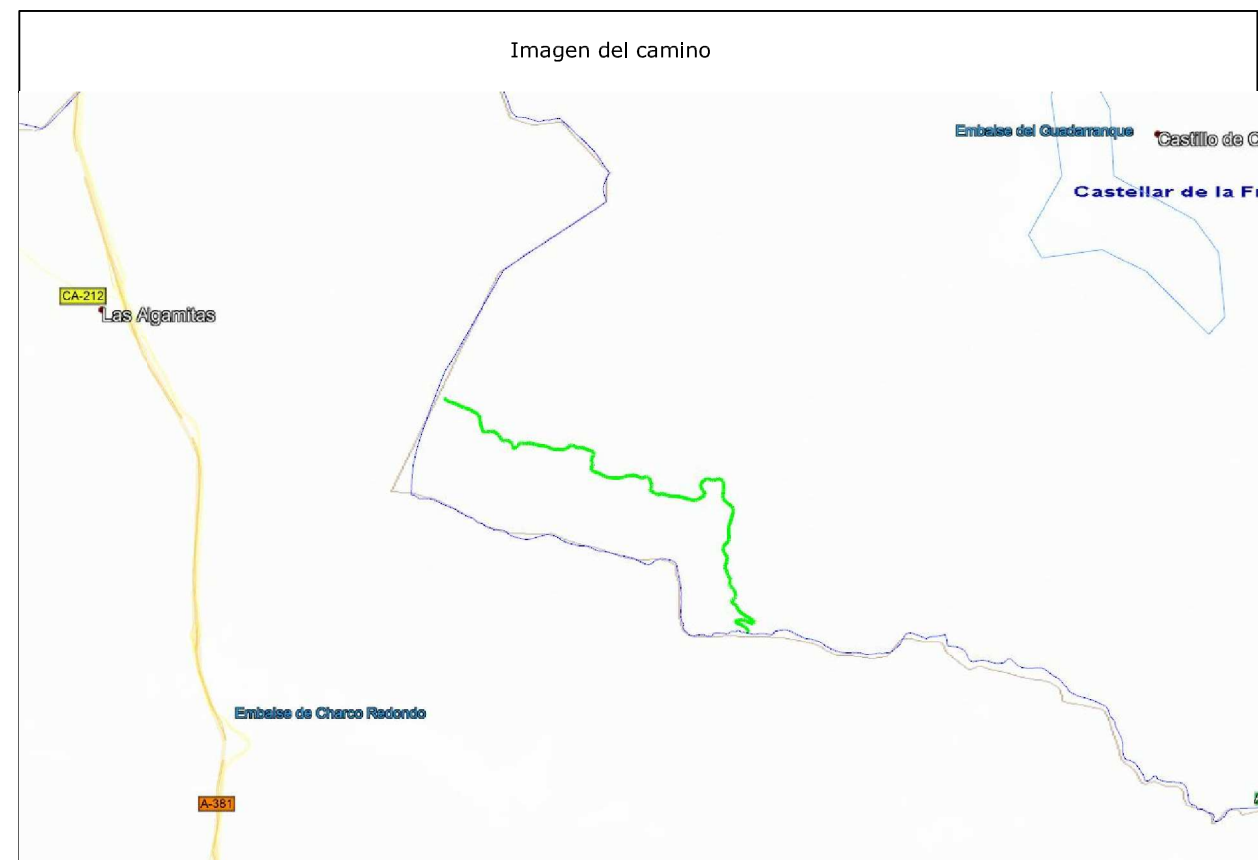 Imagen del camino
Embalse del Guadarranque
Castillo de C
Castellar de la Fr
CA-212
Las Algamitas
Embalse de Charco Redondo
A-381